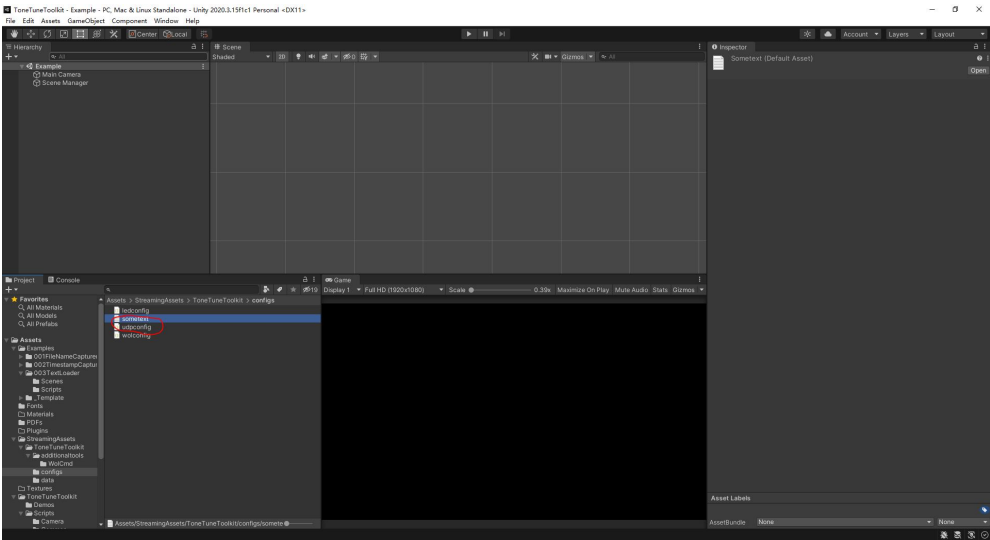 ToneTuneToolkit - Example - PC, Mac & Linux Standalone - Unity 2020.3.15f1c1 Personal <DX11>
File Edit Assets GameObject Component Window Help
Center Local
Account Layers Layout
Hierarchy
All
Example
Main Camera
Scene Manager
Scene
Shaded 2D 0 Gizmos All
Inspector
Sometext (Default Asset)
Open
Project Console
19
Favorites
All Materials
All Models
All Prefabs
Assets
Examples
001FileNameCapture
002TimestampCaptu
003TextLoader
Scenes
Scripts
_Template
Fonts
Materials
PDFs
Plugins
StreamingAssets
ToneTuneToolkit
additionaltools
WolCmd
configs
data
Textures
ToneTuneToolkit
Demos
Scripts
Camera
Assets > StreamingAssets > ToneTuneToolkit > configs
ledconfig
sometext
udpconfig
wolconfig
Assets/StreamingAssets/ToneTuneToolkit/configs/somete
Game
Display 1 Full HD (1920x1080) Scale 0.39x Maximize On Play Mute Audio Stats Gizmos
Asset Labels
AssetBundle None None